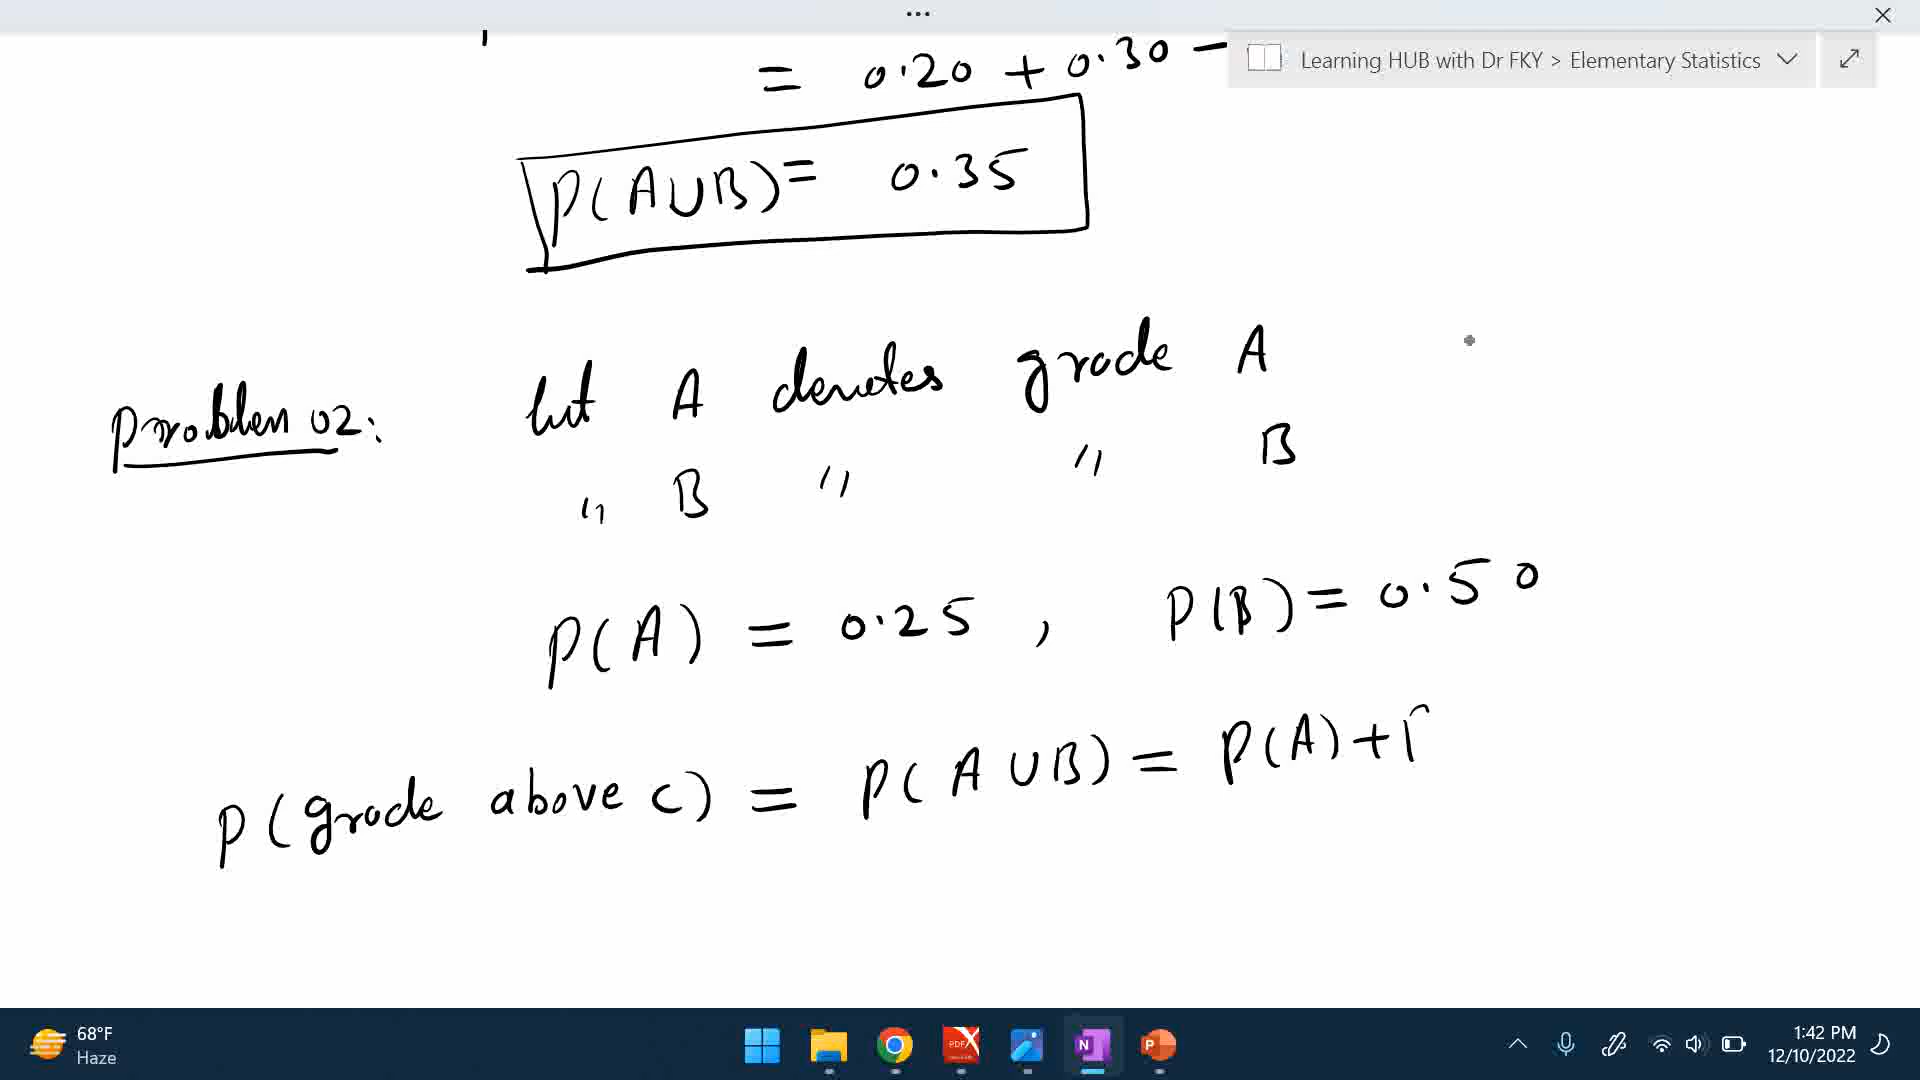 ...
= 0.20 + 0.30 -
Learning HUB with Dr FKY > Elementary Statistics
P(A∪B) = 0.35
Problem 02: let A denotes grade A
" B " " B
P(A) = 0.25 , P(B) = 0.50
P(grade above C) = P(A ∪ B) = P(A) +
68°F
Haze
1:42 PM
12/10/2022